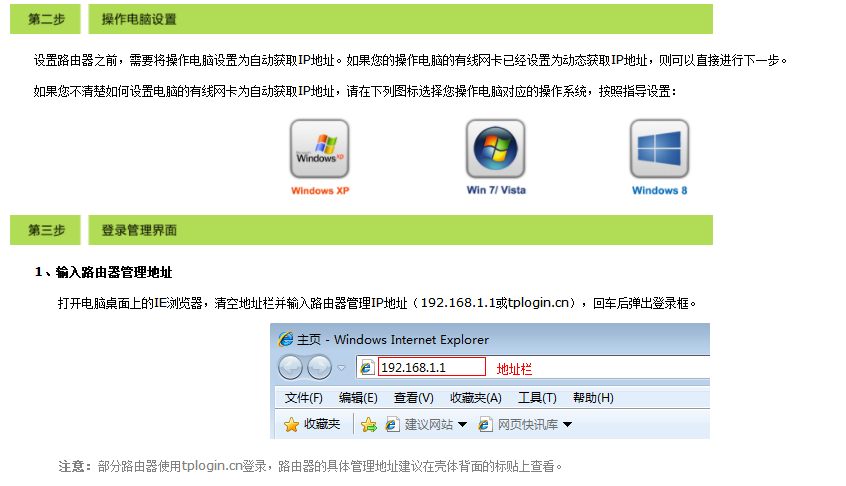 第二步 操作电脑设置
设置路由器之前，需要将操作电脑设置为自动获取IP地址。如果您的操作电脑的有线网卡已经设置为动态获取IP地址，则可以直接进行下一步。
如果您不清楚如何设置电脑的有线网卡为自动获取IP地址，请在下列图标选择您操作电脑对应的操作系统，按照指导设置：
Windows xp
Windows XP Win 7/ Vista Windows 8
第三步 登录管理界面
1、输入路由器管理地址
打开电脑桌面上的IE浏览器，清空地址栏并输入路由器管理IP地址（192.168.1.1或tplogin.cn），回车后弹出登录框。
主页 - Windows Internet Explorer
192.168.1.1 地址栏
文件(F) 编辑(E) 查看(V) 收藏夹(A) 工具(T) 帮助(H)
收藏夹 建议网站 网页快讯库
注意：部分路由器使用tplogin.cn登录，路由器的具体管理地址建议在壳体背面的标贴上查看。